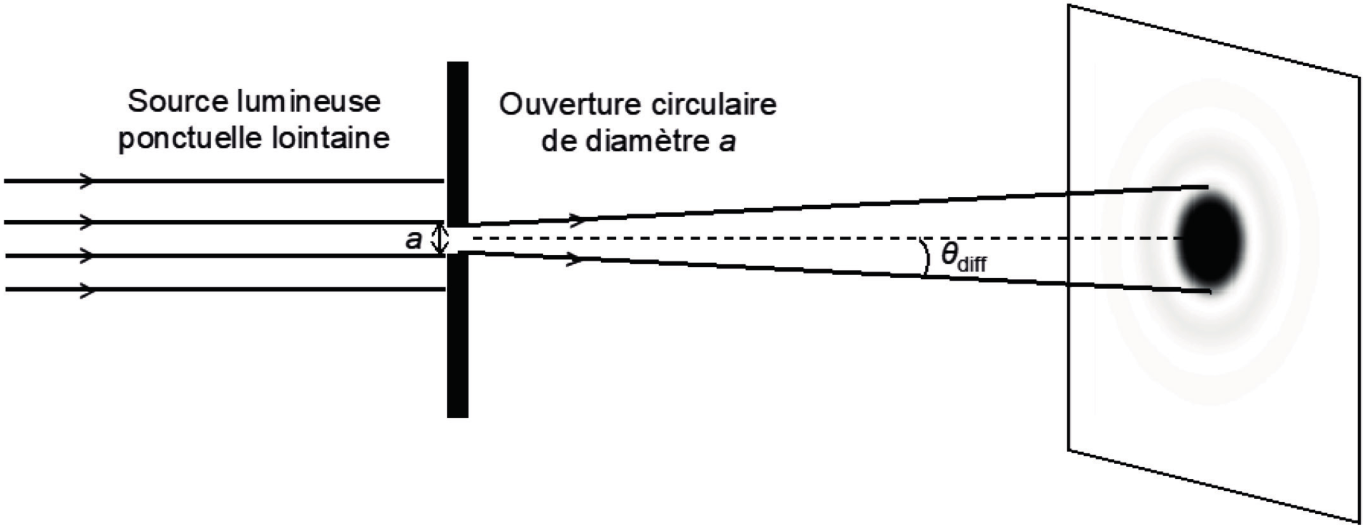 Source lumineuse
ponctuelle lointaine
Ouverture circulaire
de diamètre a
a
θdiff